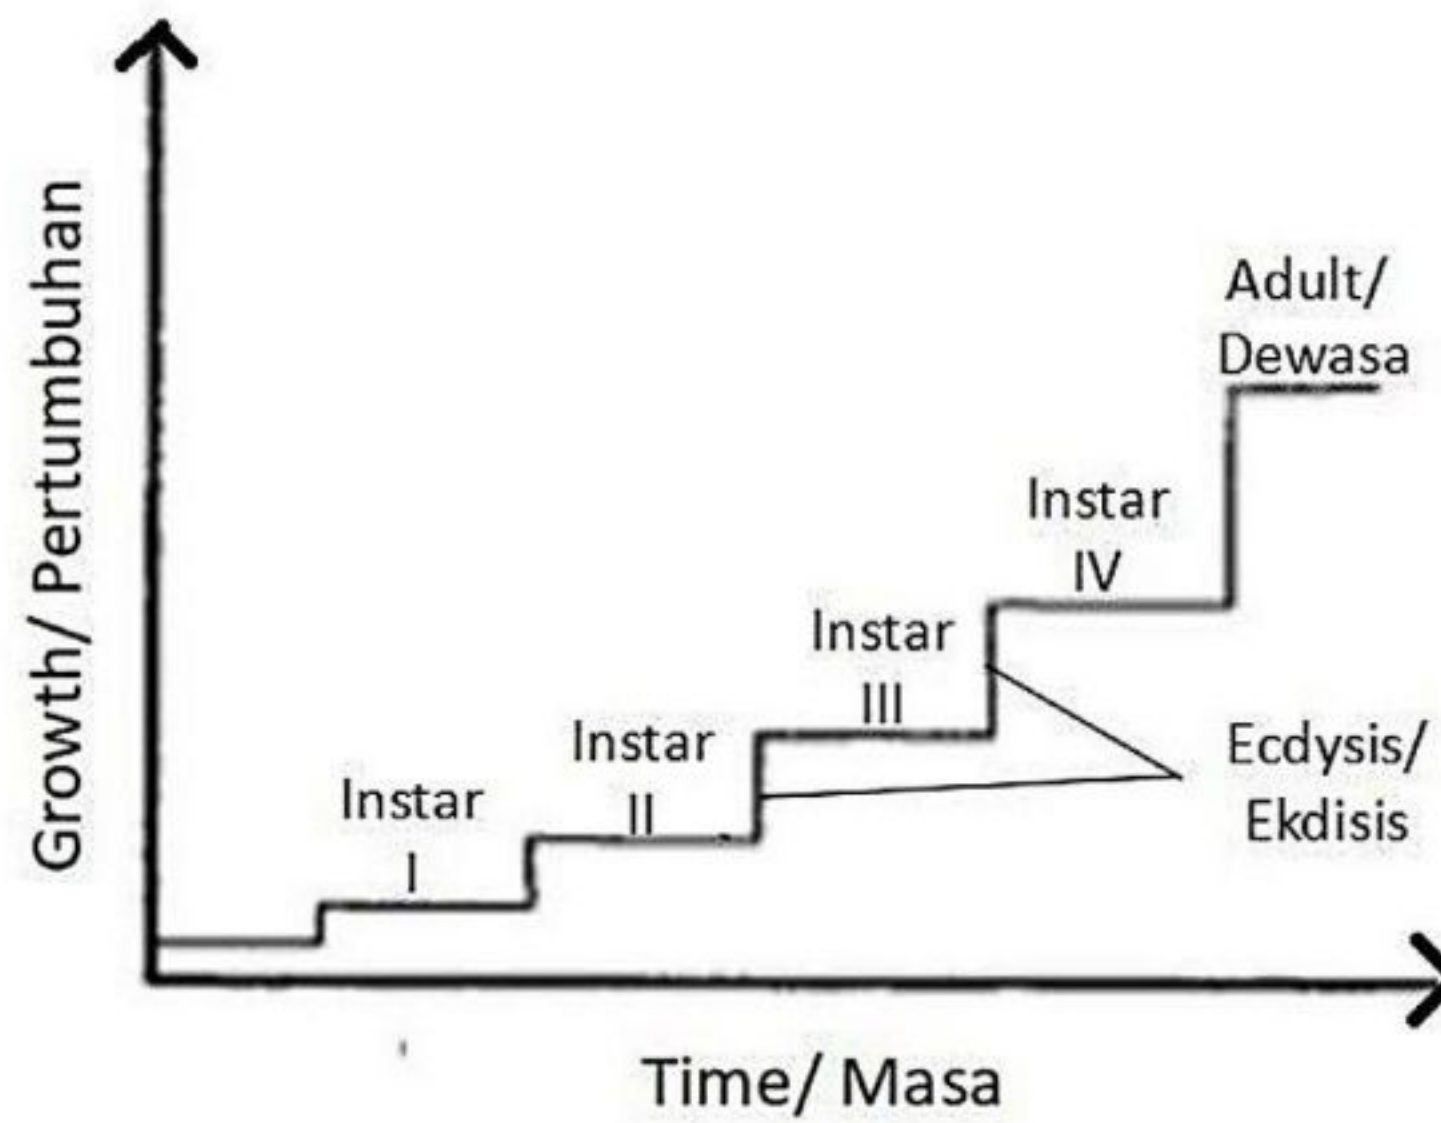 Growth/ Pertumbuhan
Adult/
Dewasa
Instar
IV
Instar
III
Instar
II
Instar
I
Ecdysis/
Ekdisis
Time/ Masa